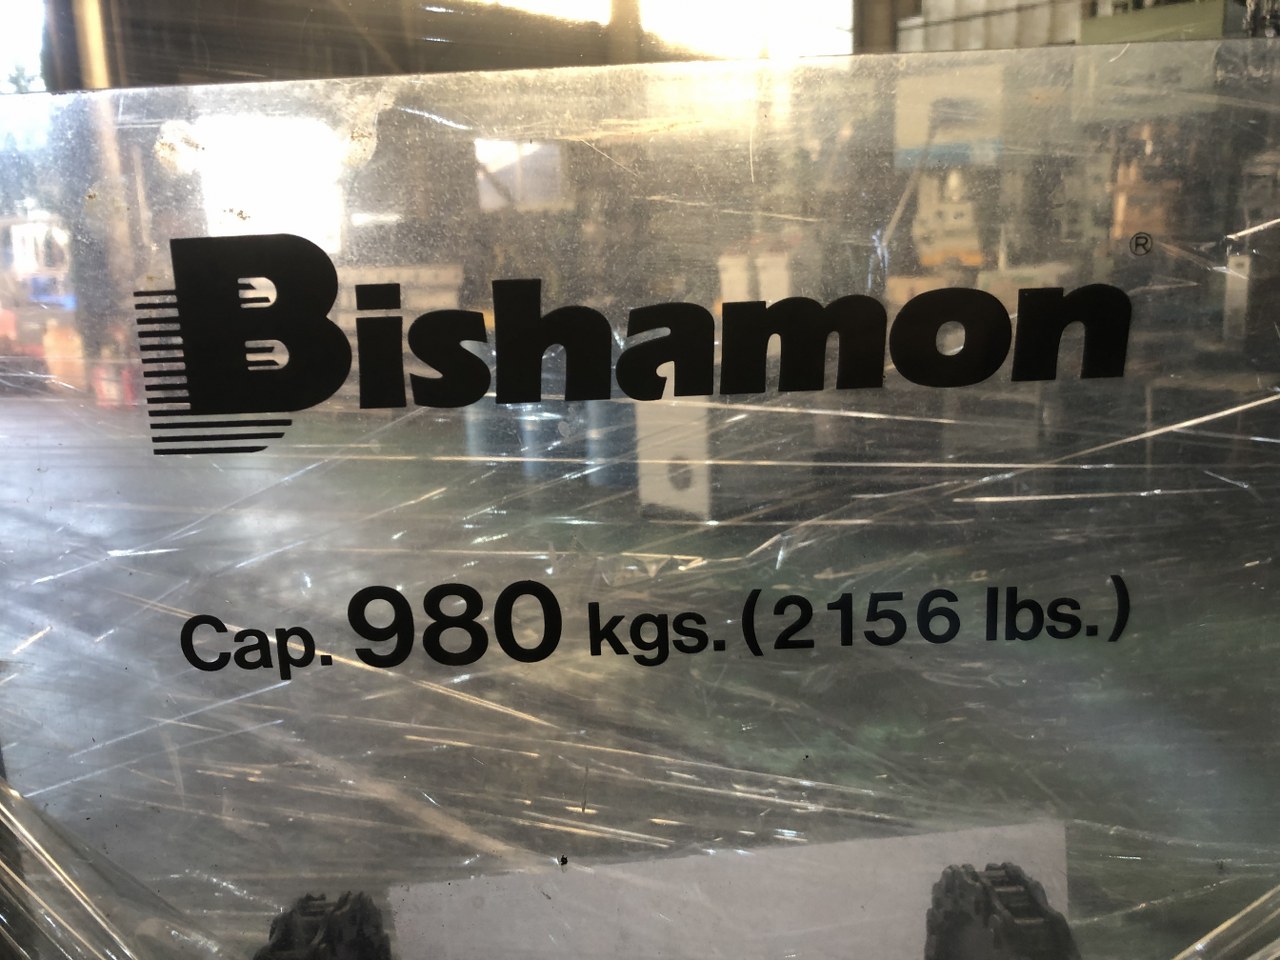 Bishamon®
Cap. 980 kgs. (2156 lbs.)